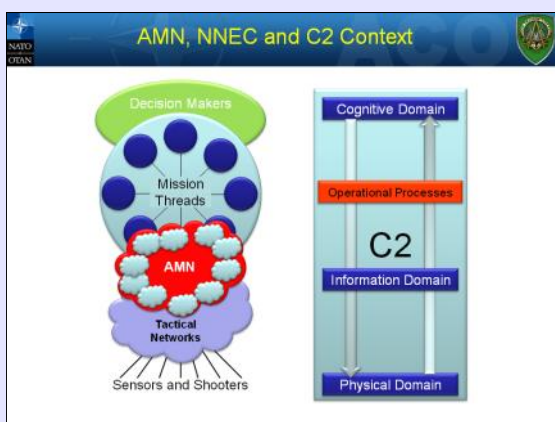 NATO
OTAN
ACO
AMN, NNEC and C2 Context
Decision Makers
Mission
Threads
AMN
Tactical
Networks
Sensors and Shooters
Cognitive Domain
Operational Processes
C2
Information Domain
Physical Domain